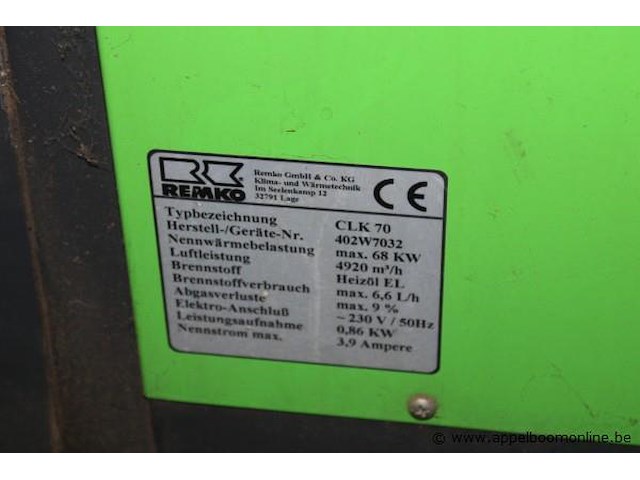 REMKO
Remko GmbH & Co. KG
Klima- und Wärmetechnik
Im Seelenkamp 12
32791 Lage
CE
Typbezeichnung CLK 70
Herstell-/Geräte-Nr. 402W7032
Nennwärmebelastung max. 68 KW
Luftleistung 4920 m³/h
Brennstoff Heizöl EL
Brennstoffverbrauch max. 6,6 L/h
Abgasverluste max. 9 %
Elektro-Anschluß ~ 230 V / 50Hz
Leistungsaufnahme 0,86 KW
Nennstrom max. 3,9 Ampere
© www.appelboomonline.be